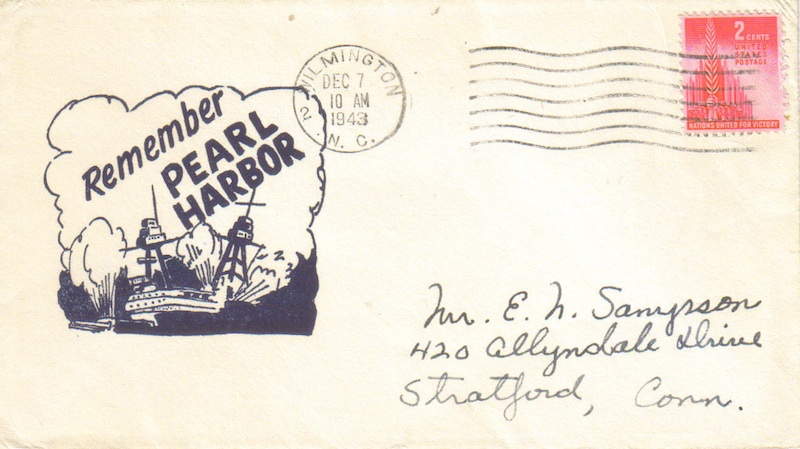 Remember
PEARL
HARBOR
WILMINGTON
DEC 7
10 AM
1943
2
N. C.
2 CENTS
UNITED
STATES
POSTAGE
NATIONS UNITED FOR VICTORY
Mr. E. N. Sampson
420 Allyndale Drive
Stratford, Conn.